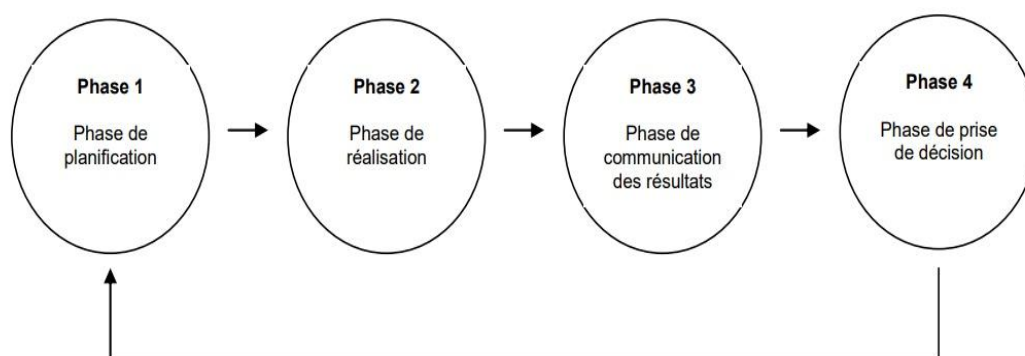 Phase 1
Phase de
planification
Phase 2
Phase de
réalisation
Phase 3
Phase de
communication
des résultats
Phase 4
Phase de prise
de décision